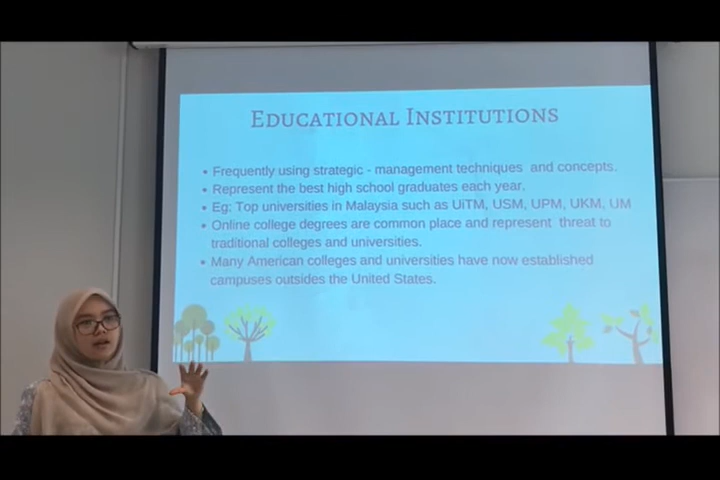 EDUCATIONAL INSTITUTIONS
• Frequently using strategic - management techniques and concepts.
• Represent the best high school graduates each year.
• Eg: Top universities in Malaysia such as UiTM, USM, UPM, UKM, UM
• Online college degrees are common place and represent threat to
traditional colleges and universities.
• Many American colleges and universities have now established
campuses outsides the United States.